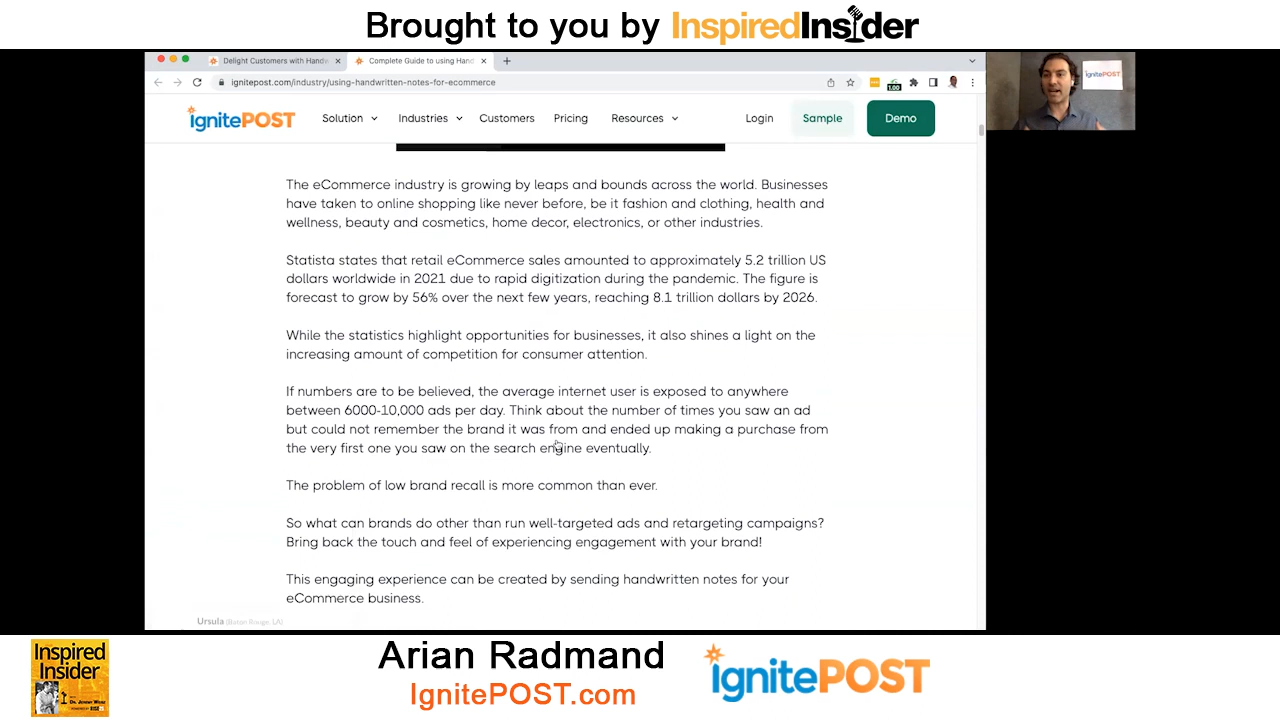 Brought to you by InspiredInsider
Delight Customers with Handw
Complete Guide to using Hand
ignitepost.com/industry/using-handwritten-notes-for-ecommerce
1.00
ignitePOST
Solution
Industries
Customers
Pricing
Resources
Login
Sample
Demo
ignitePOST
The eCommerce industry is growing by leaps and bounds across the world. Businesses
have taken to online shopping like never before, be it fashion and clothing, health and
wellness, beauty and cosmetics, home decor, electronics, or other industries.
Statista states that retail eCommerce sales amounted to approximately 5.2 trillion US
dollars worldwide in 2021 due to rapid digitization during the pandemic. The figure is
forecast to grow by 56% over the next few years, reaching 8.1 trillion dollars by 2026.
While the statistics highlight opportunities for businesses, it also shines a light on the
increasing amount of competition for consumer attention.
If numbers are to be believed, the average internet user is exposed to anywhere
between 6000-10,000 ads per day. Think about the number of times you saw an ad
but could not remember the brand it was from and ended up making a purchase from
the very first one you saw on the search engine eventually.
The problem of low brand recall is more common than ever.
So what can brands do other than run well-targeted ads and retargeting campaigns?
Bring back the touch and feel of experiencing engagement with your brand!
This engaging experience can be created by sending handwritten notes for your
eCommerce business.
Ursula (Baton Rouge, LA)
Inspired
Insider
Arian Radmand
IgnitePOST.com
ignitePOST